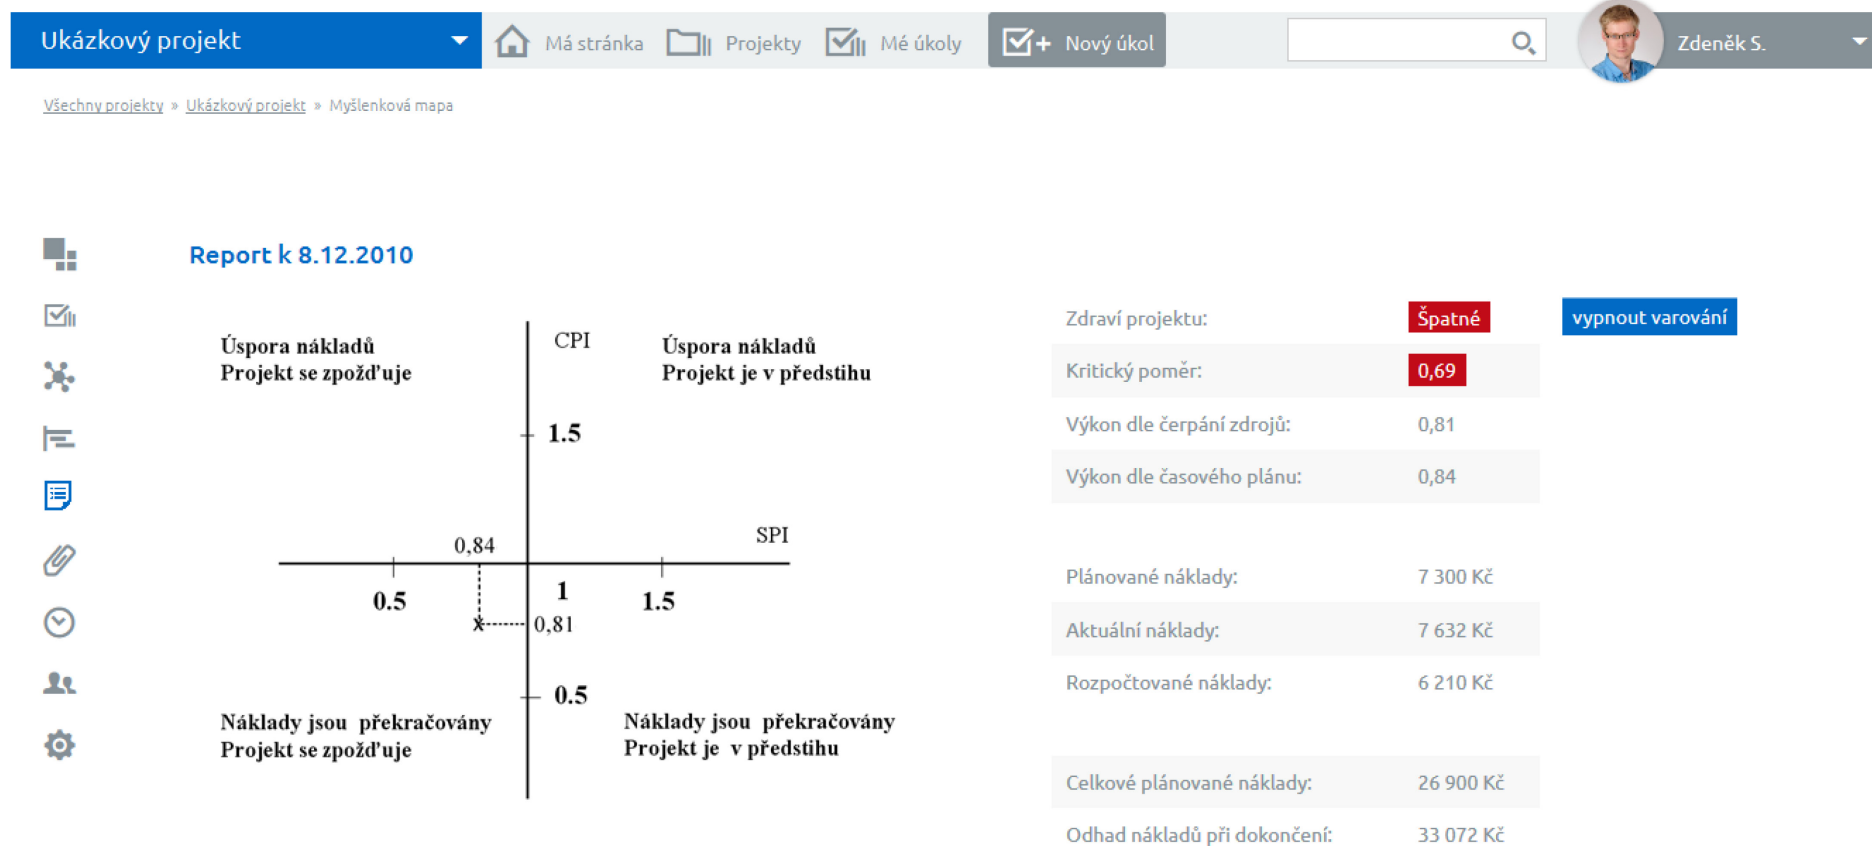 Ukázkový projekt
Má stránka
Projekty
Mé úkoly
Nový úkol
Zdeněk S.
Všechny projekty » Ukázkový projekt » Myšlenková mapa
Report k 8.12.2010
Úspora nákladů
Projekt se zpožďuje
CPI
Úspora nákladů
Projekt je v předstihu
1.5
SPI
0,84
0.5
1
1.5
0,81
0.5
Náklady jsou překračovány
Projekt se zpožďuje
Náklady jsou překračovány
Projekt je v předstihu
Zdraví projektu: Špatné
vypnout varování
Kritický poměr: 0,69
Výkon dle čerpání zdrojů: 0,81
Výkon dle časového plánu: 0,84
Plánované náklady: 7 300 Kč
Aktuální náklady: 7 632 Kč
Rozpočtované náklady: 6 210 Kč
Celkové plánované náklady: 26 900 Kč
Odhad nákladů při dokončení: 33 072 Kč